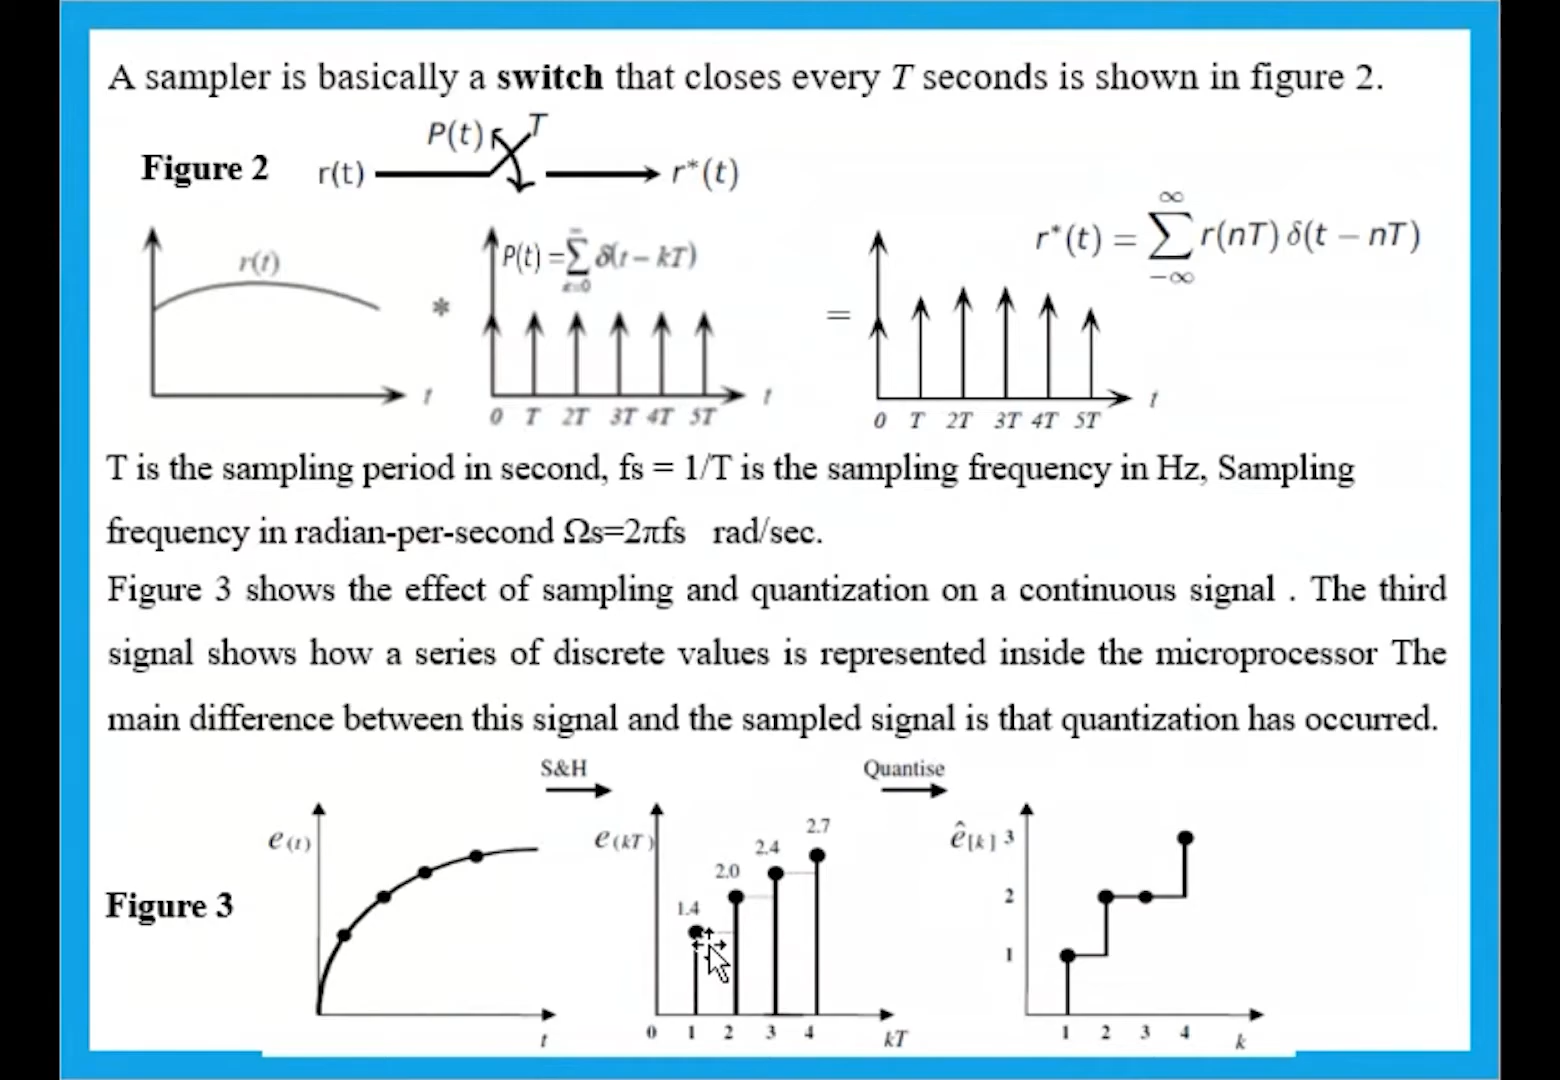 A sampler is basically a switch that closes every T seconds is shown in figure 2.
P(t) T
Figure 2 r(t) r*(t)
r(t)
*
P(t) = ∞ Σ δ(t − kT)
=
r*(t) = ∞ Σ −∞ r(nT) δ(t − nT)
t
0 T 2T 3T 4T 5T t
0 T 2T 3T 4T 5T t
T is the sampling period in second, fs = 1/T is the sampling frequency in Hz, Sampling
frequency in radian-per-second Ωs=2πfs rad/sec.
Figure 3 shows the effect of sampling and quantization on a continuous signal . The third
signal shows how a series of discrete values is represented inside the microprocessor The
main difference between this signal and the sampled signal is that quantization has occurred.
S&H
Quantise
Figure 3
e(t)
t
e(kT)
1.4 2.0 2.4 2.7
0 1 2 3 4 kT
ê[k] 3
2
1
1 2 3 4 k